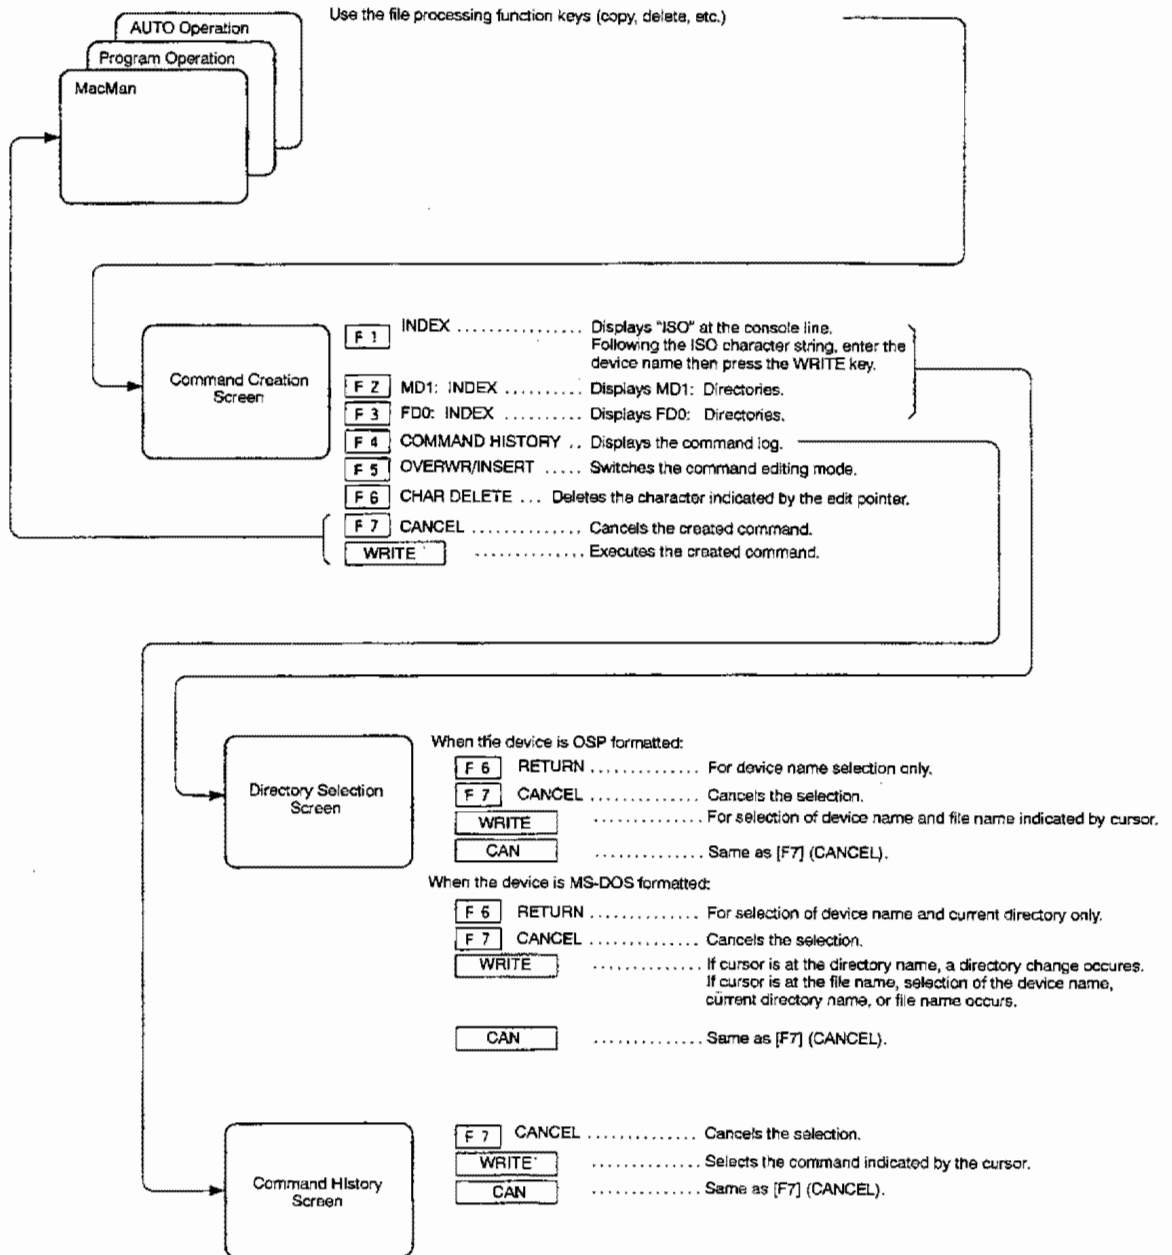 Use the file processing function keys (copy, delete, etc.)
AUTO Operation
Program Operation
MacMan
Command Creation
Screen
F 1 INDEX ................ Displays "ISO" at the console line.
Following the ISO character string, enter the
device name then press the WRITE key.
F 2 MD1: INDEX .......... Displays MD1: Directories.
F 3 FD0: INDEX .......... Displays FD0: Directories.
F 4 COMMAND HISTORY .. Displays the command log.
F 5 OVERWR/INSERT ..... Switches the command editing mode.
F 6 CHAR DELETE ... Deletes the character indicated by the edit pointer.
F 7 CANCEL .............. Cancels the created command.
WRITE .............. Executes the created command.
Directory Selection
Screen
When the device is OSP formatted:
F 6 RETURN .............. For device name selection only.
F 7 CANCEL .............. Cancels the selection.
WRITE .............. For selection of device name and file name indicated by cursor.
CAN .............. Same as [F7] (CANCEL).
When the device is MS-DOS formatted:
F 6 RETURN .............. For selection of device name and current directory only.
F 7 CANCEL .............. Cancels the selection.
WRITE .............. If cursor is at the directory name, a directory change occures.
If cursor is at the file name, selection of the device name,
current directory name, or file name occurs.
CAN .............. Same as [F7] (CANCEL).
Command History
Screen
F 7 CANCEL .............. Cancels the selection.
WRITE .............. Selects the command indicated by the cursor.
CAN .............. Same as [F7] (CANCEL).